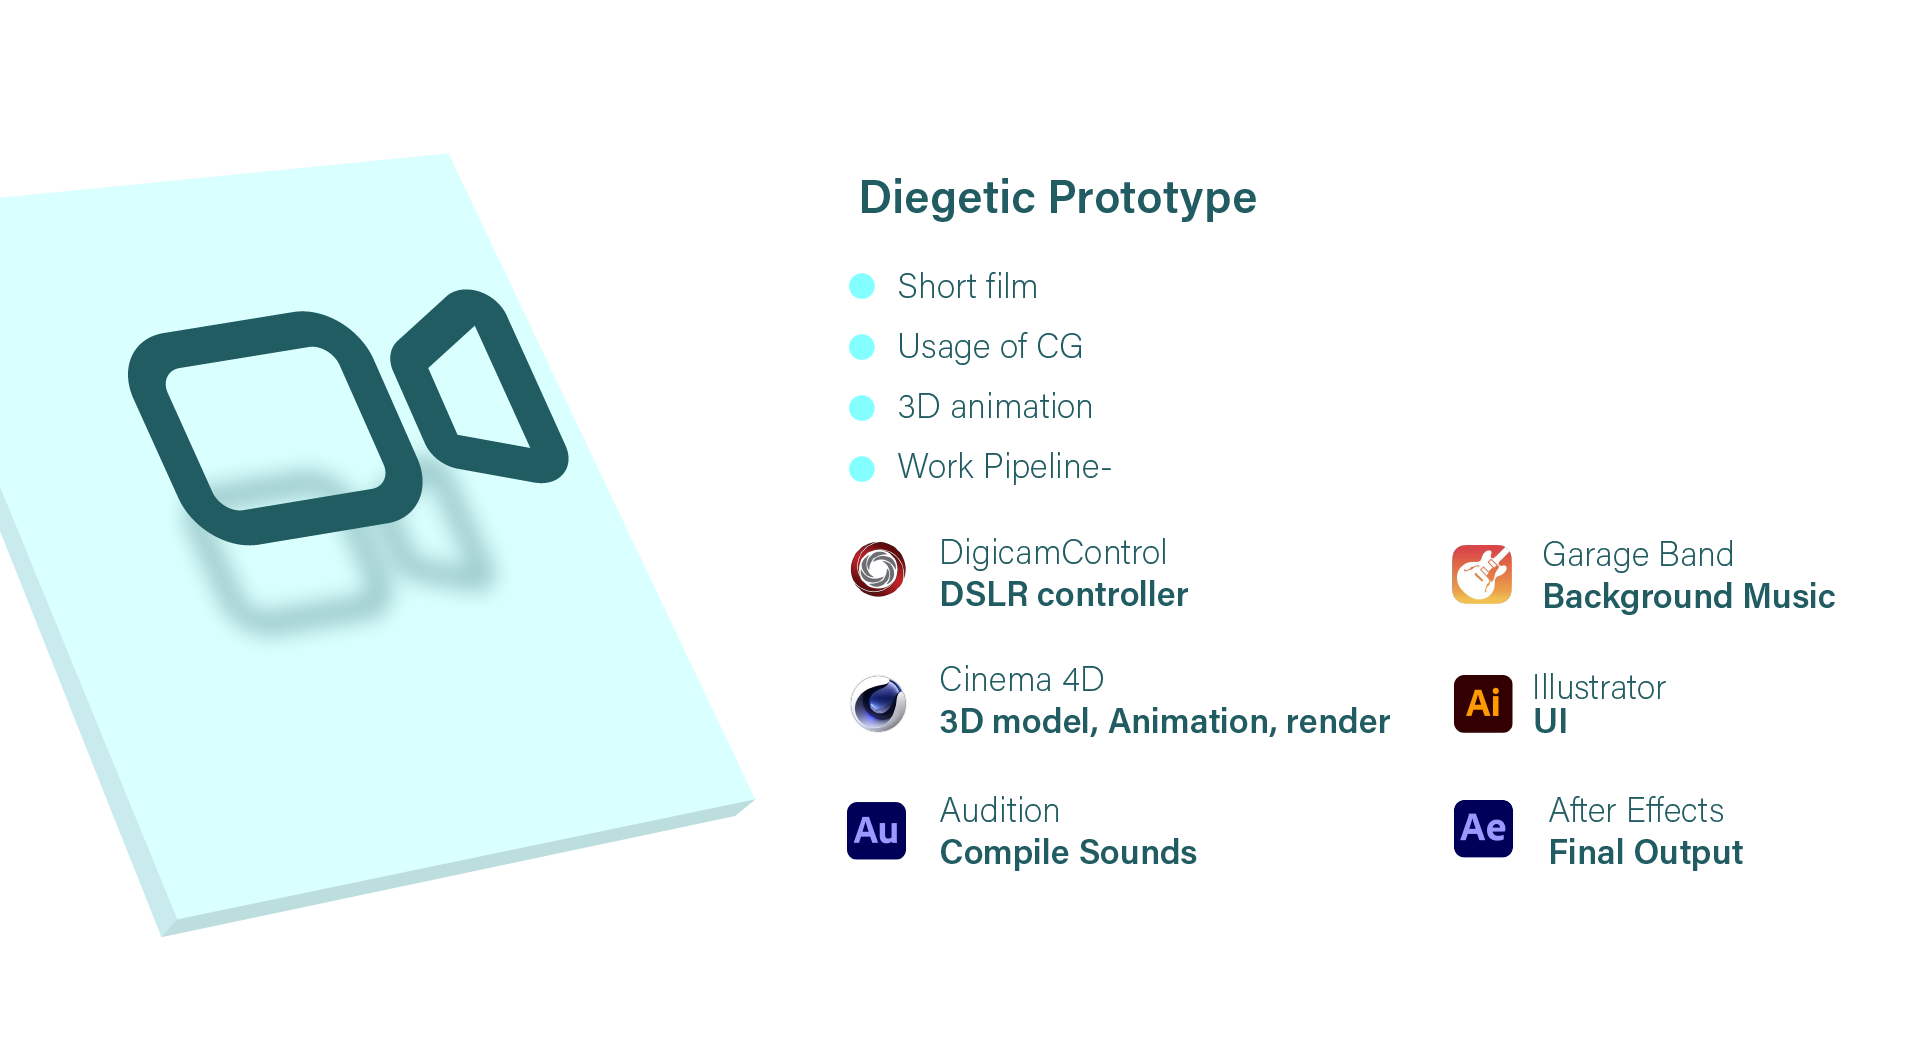 Diegetic Prototype
Short film
Usage of CG
3D animation
Work Pipeline-
DigicamControl
DSLR controller
Cinema 4D
3D model, Animation, render
Au
Audition
Compile Sounds
Garage Band
Background Music
Ai
Illustrator
UI
Ae
After Effects
Final Output